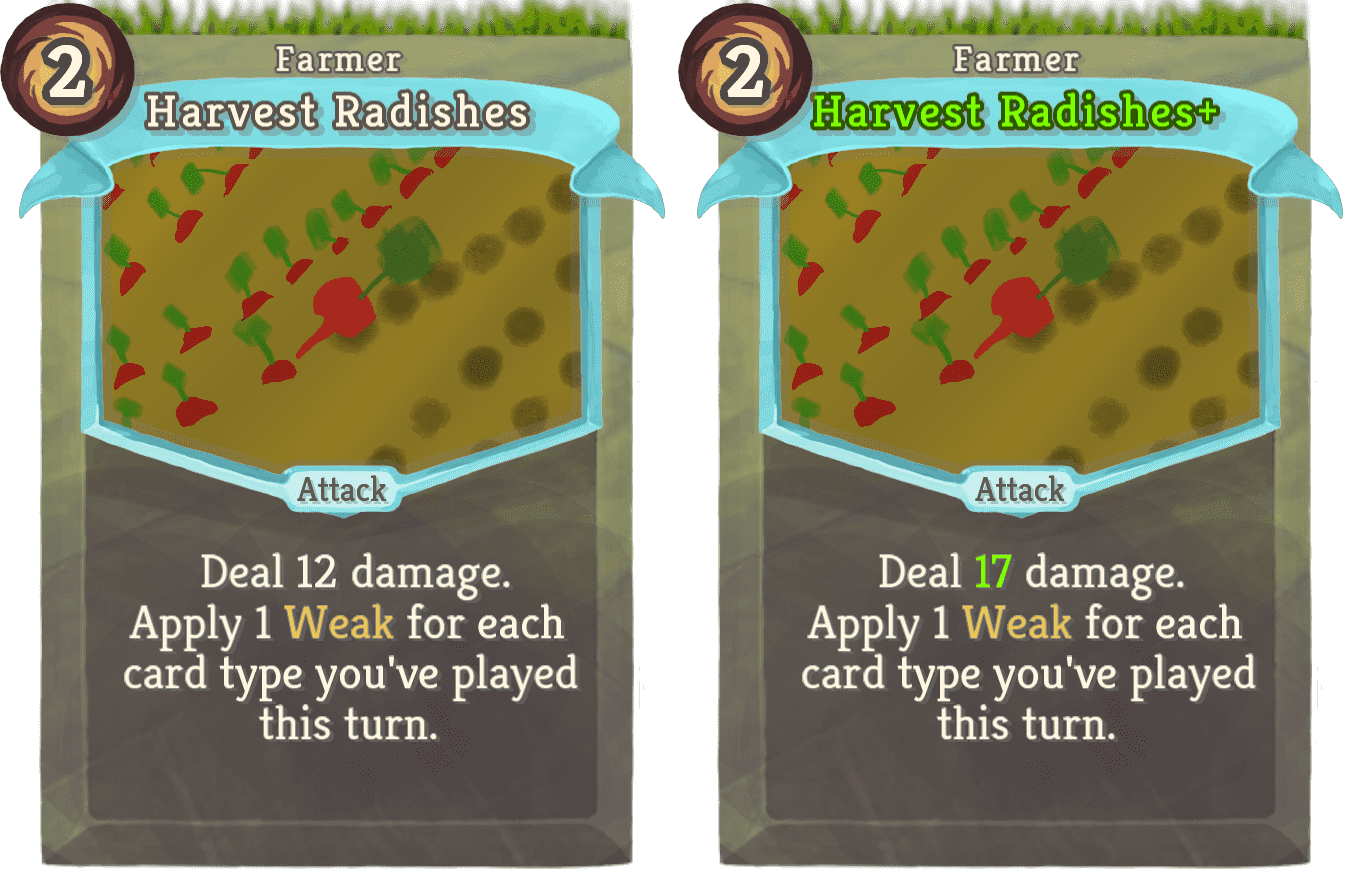 2
Farmer
Harvest Radishes
Attack
Deal 12 damage.
Apply 1 Weak for each
card type you've played
this turn.
2
Farmer
Harvest Radishes+
Attack
Deal 17 damage.
Apply 1 Weak for each
card type you've played
this turn.